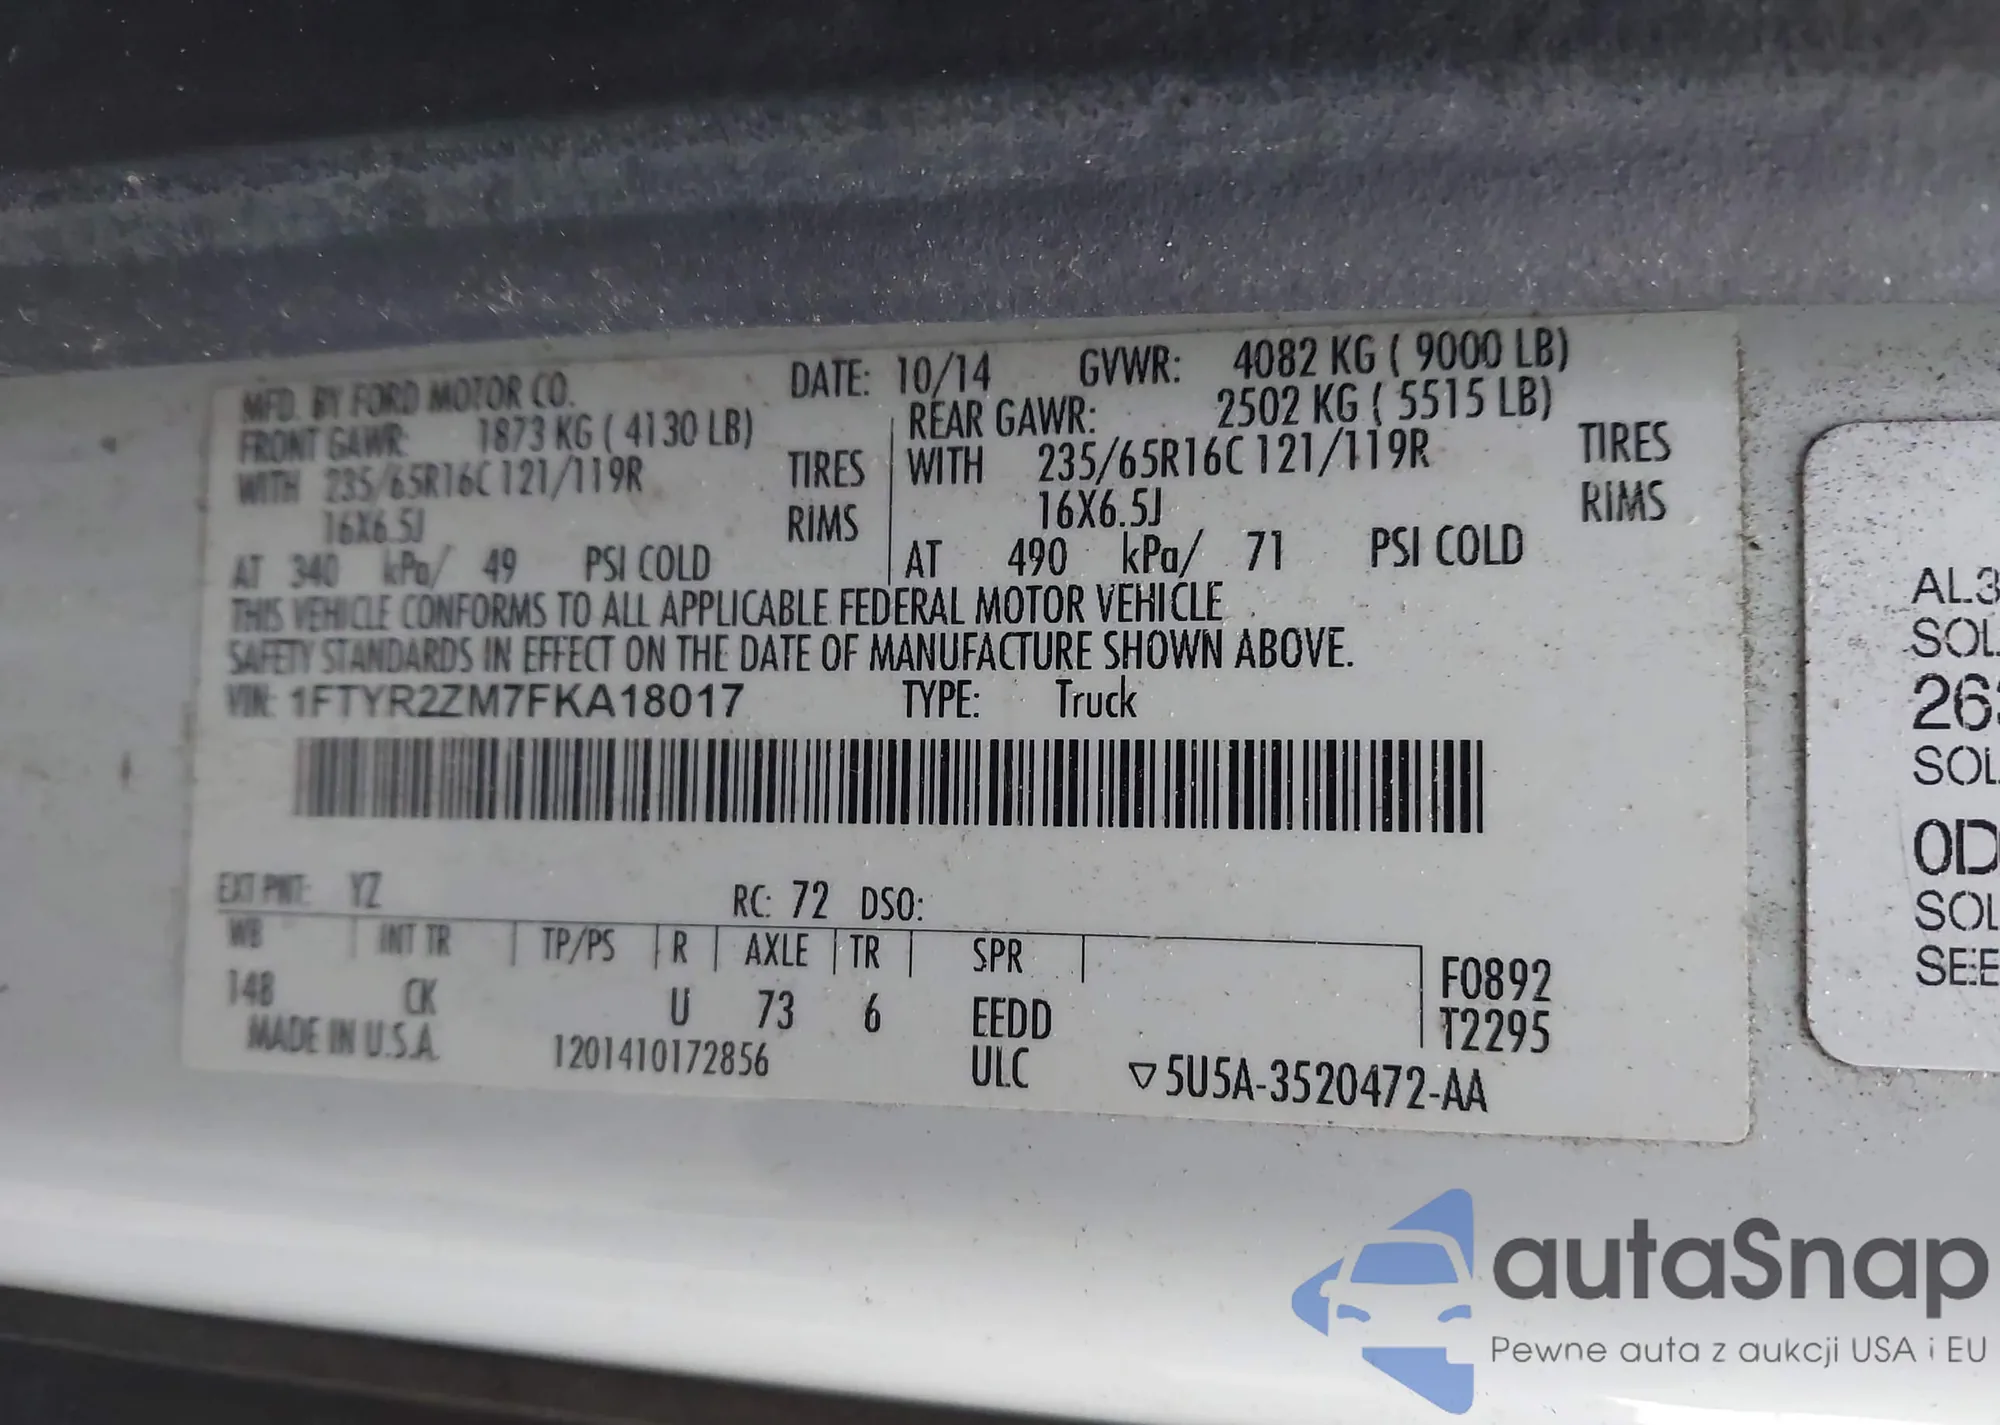 MFD. BY FORD MOTOR CO. DATE: 10/14 GVWR: 4082 KG ( 9000 LB)
FRONT GAWR: 1873 KG ( 4130 LB) REAR GAWR: 2502 KG ( 5515 LB)
WITH 235/65R16C 121/119R TIRES WITH 235/65R16C 121/119R TIRES
16X6.5J RIMS 16X6.5J RIMS
AT 340 kPa/ 49 PSI COLD AT 490 kPa/ 71 PSI COLD
THIS VEHICLE CONFORMS TO ALL APPLICABLE FEDERAL MOTOR VEHICLE
SAFETY STANDARDS IN EFFECT ON THE DATE OF MANUFACTURE SHOWN ABOVE.
VIN: 1FTYR2ZM7FKA18017 TYPE: Truck
EXT PNT: YZ RC: 72 DSO:
WB INT TR TP/PS R AXLE TR SPR
148 CK U 73 6 EEDD
F0892
T2295
MADE IN U.S.A. 1201410172856 ULC ▽5U5A-3520472-AA
AL3
SOL
26
SOL
0D
SOL
SEE
autaSnap
Pewne auta z aukcji USA i EU